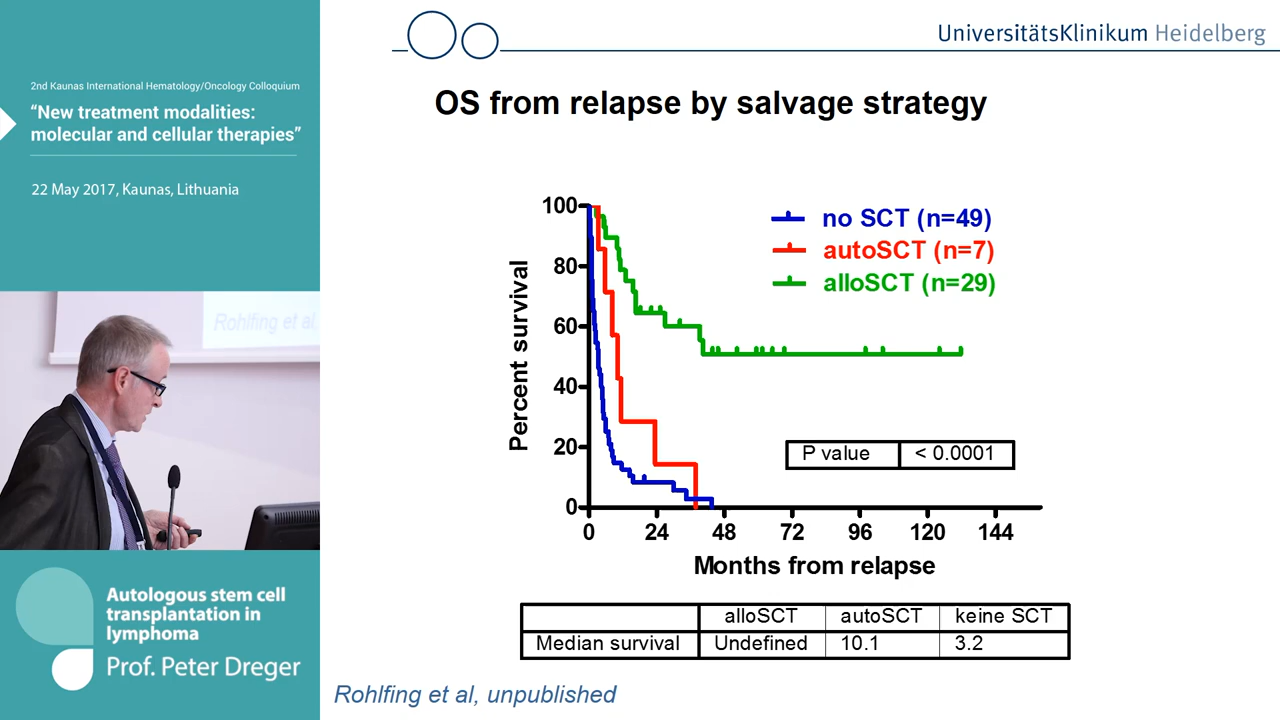 2nd Kaunas International Hematology/Oncology Colloquium
“New treatment modalities:
molecular and cellular therapies”
22 May 2017, Kaunas, Lithuania
Rohlfing et al
Autologous stem cell
transplantation in
lymphoma
Prof. Peter Dreger
UniversitätsKlinikum Heidelberg
OS from relapse by salvage strategy
no SCT (n=49)
autoSCT (n=7)
alloSCT (n=29)
Percent survival
100
80
60
40
20
0
P value < 0.0001
0 24 48 72 96 120 144
Months from relapse
alloSCT autoSCT keine SCT
Median survival Undefined 10.1 3.2
Rohlfing et al, unpublished